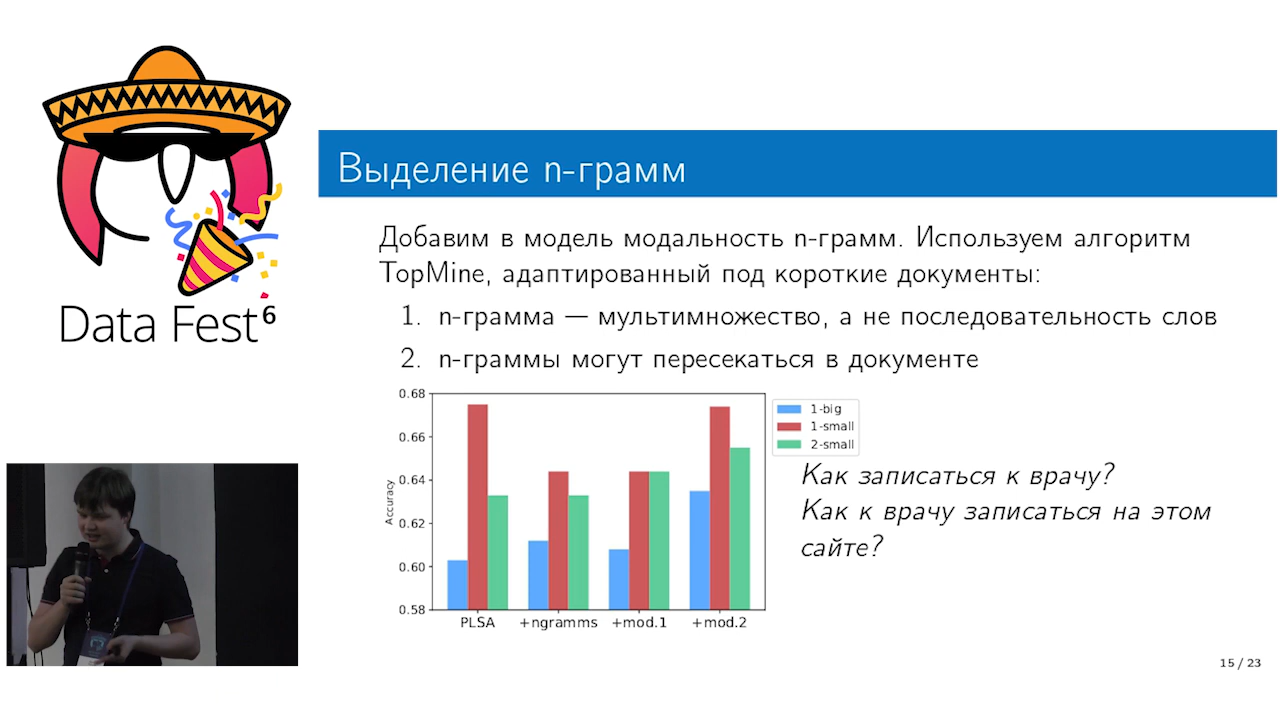 Data Fest⁶
Выделение n-грамм
Добавим в модель модальность n-грамм. Используем алгоритм
TopMine, адаптированный под короткие документы:
1. n-грамма — мультимножество, а не последовательность слов
2. n-граммы могут пересекаться в документе
0.68
0.66
0.64
0.62
0.60
0.58
Accuracy
PLSA +ngramms +mod.1 +mod.2
1-big
1-small
2-small
Как записаться к врачу?
Как к врачу записаться на этом
сайте?
15 / 23